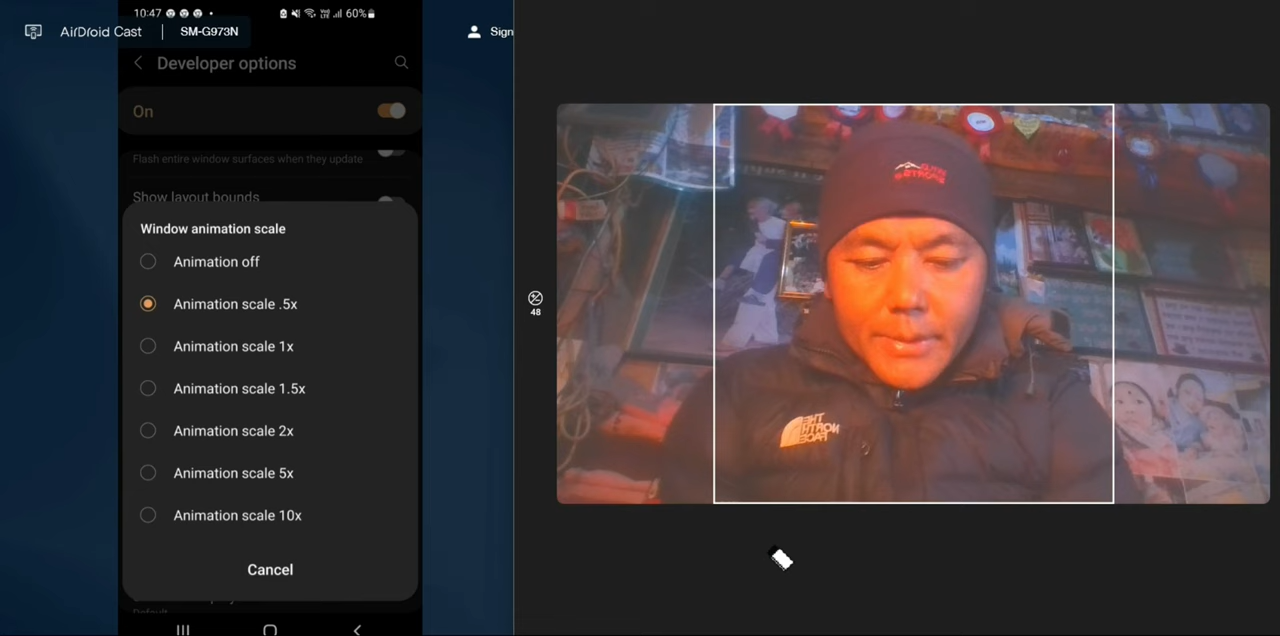 10:47
60%
AirDroid Cast
SM-G973N
Sign
Developer options
On
Flash entire window surfaces when they update
Show layout bounds
Window animation scale
Animation off
Animation scale .5x
Animation scale 1x
Animation scale 1.5x
Animation scale 2x
Animation scale 5x
Animation scale 10x
Cancel
Default
48
THE
NORTH
FACE